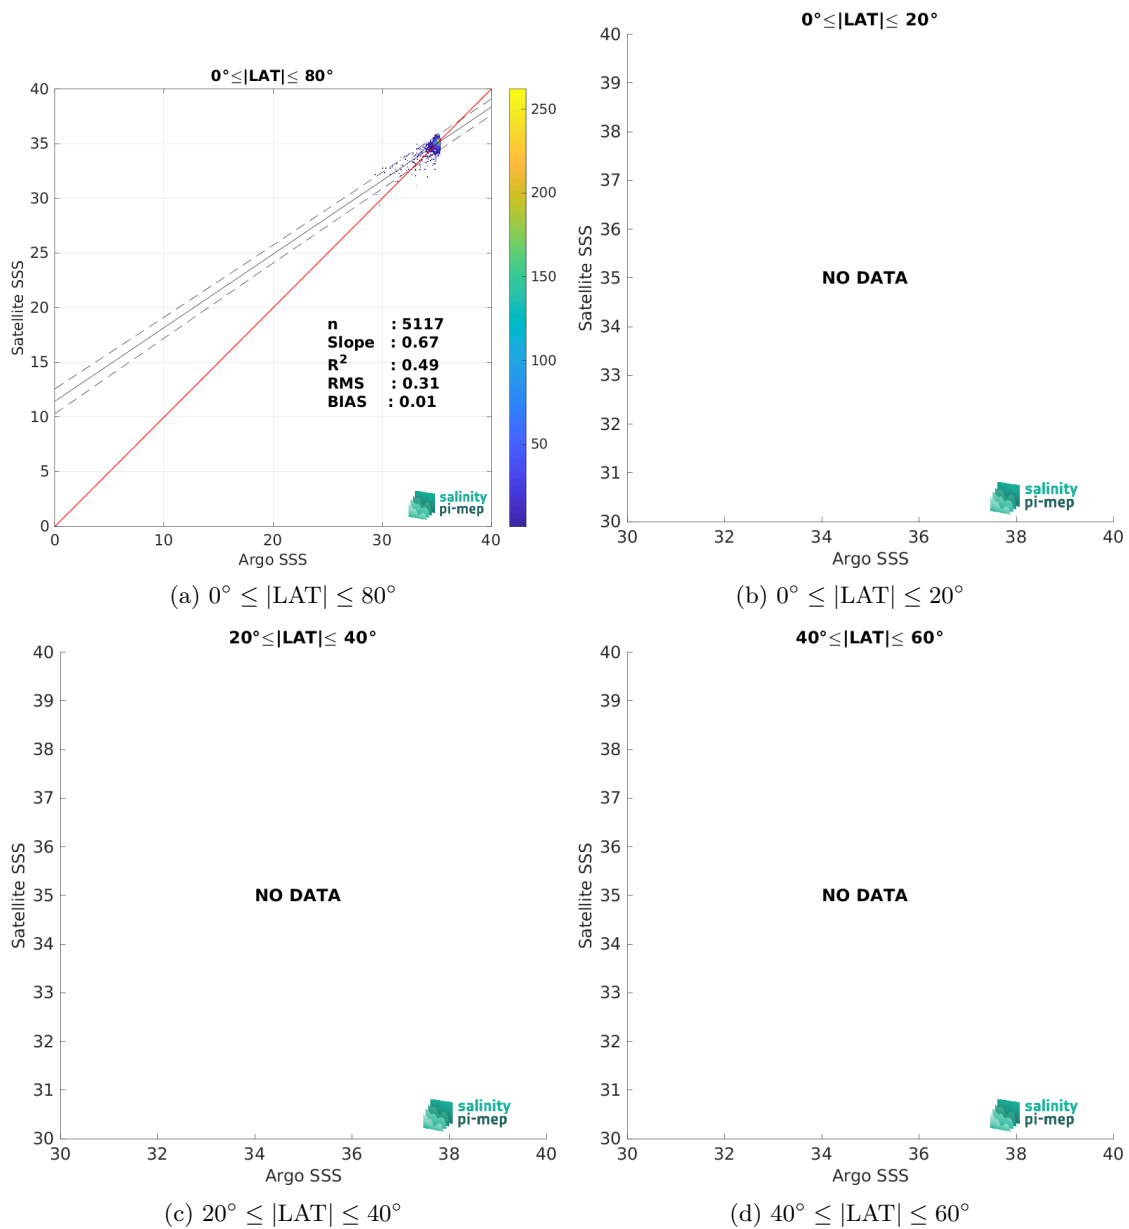 0°≤|LAT|≤ 80°
40
35
30
25
20
15
10
5
0
Satellite SSS
0
10
20
30
40
Argo SSS
250
200
150
100
50
n : 5117
Slope : 0.67
R² : 0.49
RMS : 0.31
BIAS : 0.01
salinity
pi-mep
(a) 0° ≤ |LAT| ≤ 80°
0°≤|LAT|≤ 20°
40
39
38
37
36
35
34
33
32
31
30
Satellite SSS
NO DATA
salinity
pi-mep
30
32
34
36
38
40
Argo SSS
(b) 0° ≤ |LAT| ≤ 20°
20°≤|LAT|≤ 40°
40
39
38
37
36
35
34
33
32
31
30
Satellite SSS
NO DATA
salinity
pi-mep
30
32
34
36
38
40
Argo SSS
(c) 20° ≤ |LAT| ≤ 40°
40°≤|LAT|≤ 60°
40
39
38
37
36
35
34
33
32
31
30
Satellite SSS
NO DATA
salinity
pi-mep
30
32
34
36
38
40
Argo SSS
(d) 40° ≤ |LAT| ≤ 60°